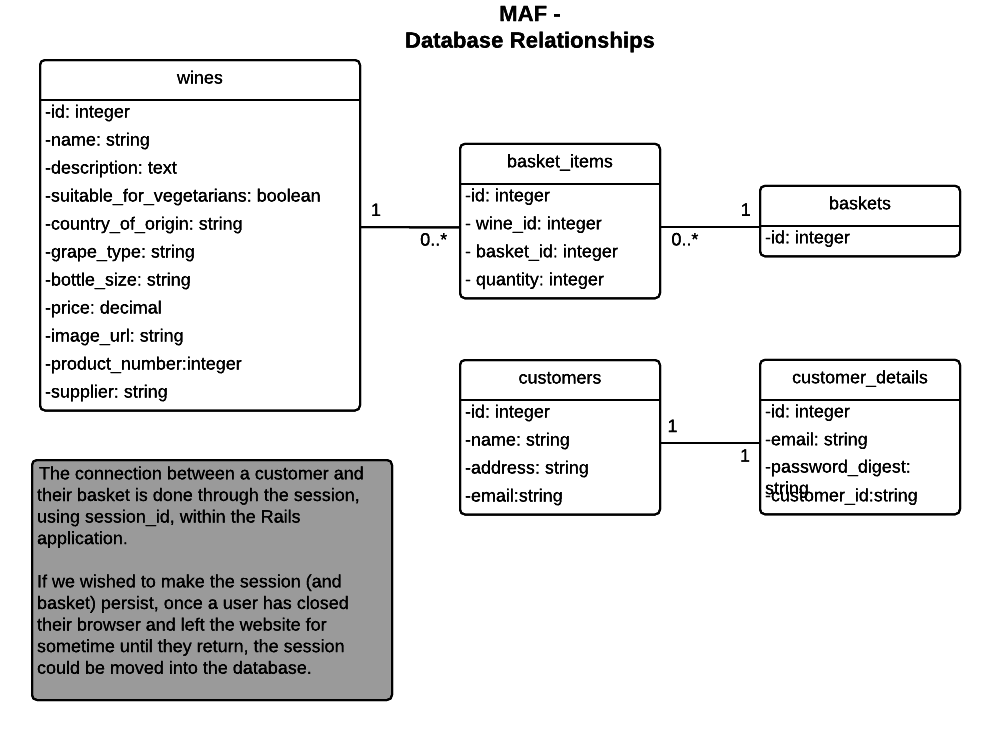 MAF -
Database Relationships
wines
-id: integer
-name: string
-description: text
-suitable_for_vegetarians: boolean
-country_of_origin: string
-grape_type: string
-bottle_size: string
-price: decimal
-image_url: string
-product_number:integer
-supplier: string
1
0..*
basket_items
-id: integer
- wine_id: integer
- basket_id: integer
- quantity: integer
1
0..*
baskets
-id: integer
customers
-id: integer
-name: string
-address: string
-email:string
1
1
customer_details
-id: integer
-email: string
-password_digest:
string
-customer_id:string
The connection between a customer and
their basket is done through the session,
using session_id, within the Rails
application.
If we wished to make the session (and
basket) persist, once a user has closed
their browser and left the website for
sometime until they return, the session
could be moved into the database.